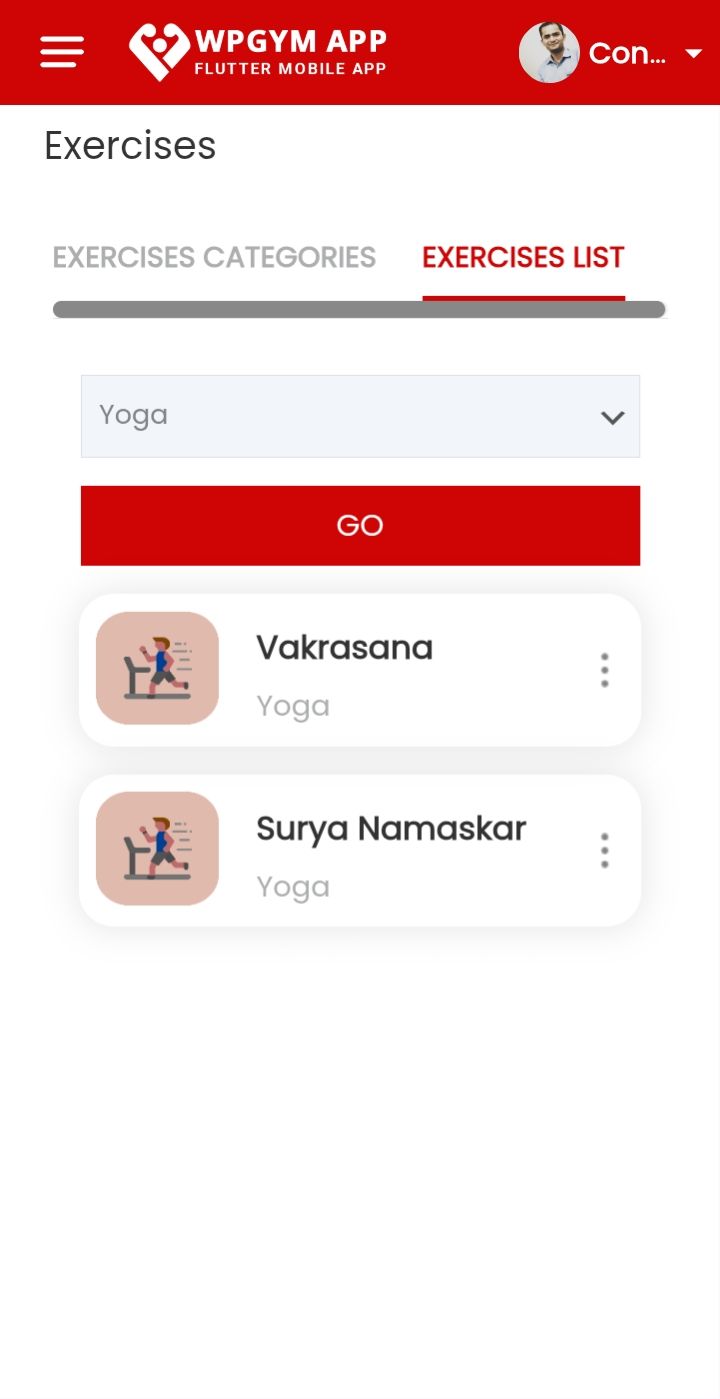 WPGYM APP
FLUTTER MOBILE APP
Con...
Exercises
EXERCISES CATEGORIES
EXERCISES LIST
Yoga
GO
Vakrasana
Yoga
Surya Namaskar
Yoga